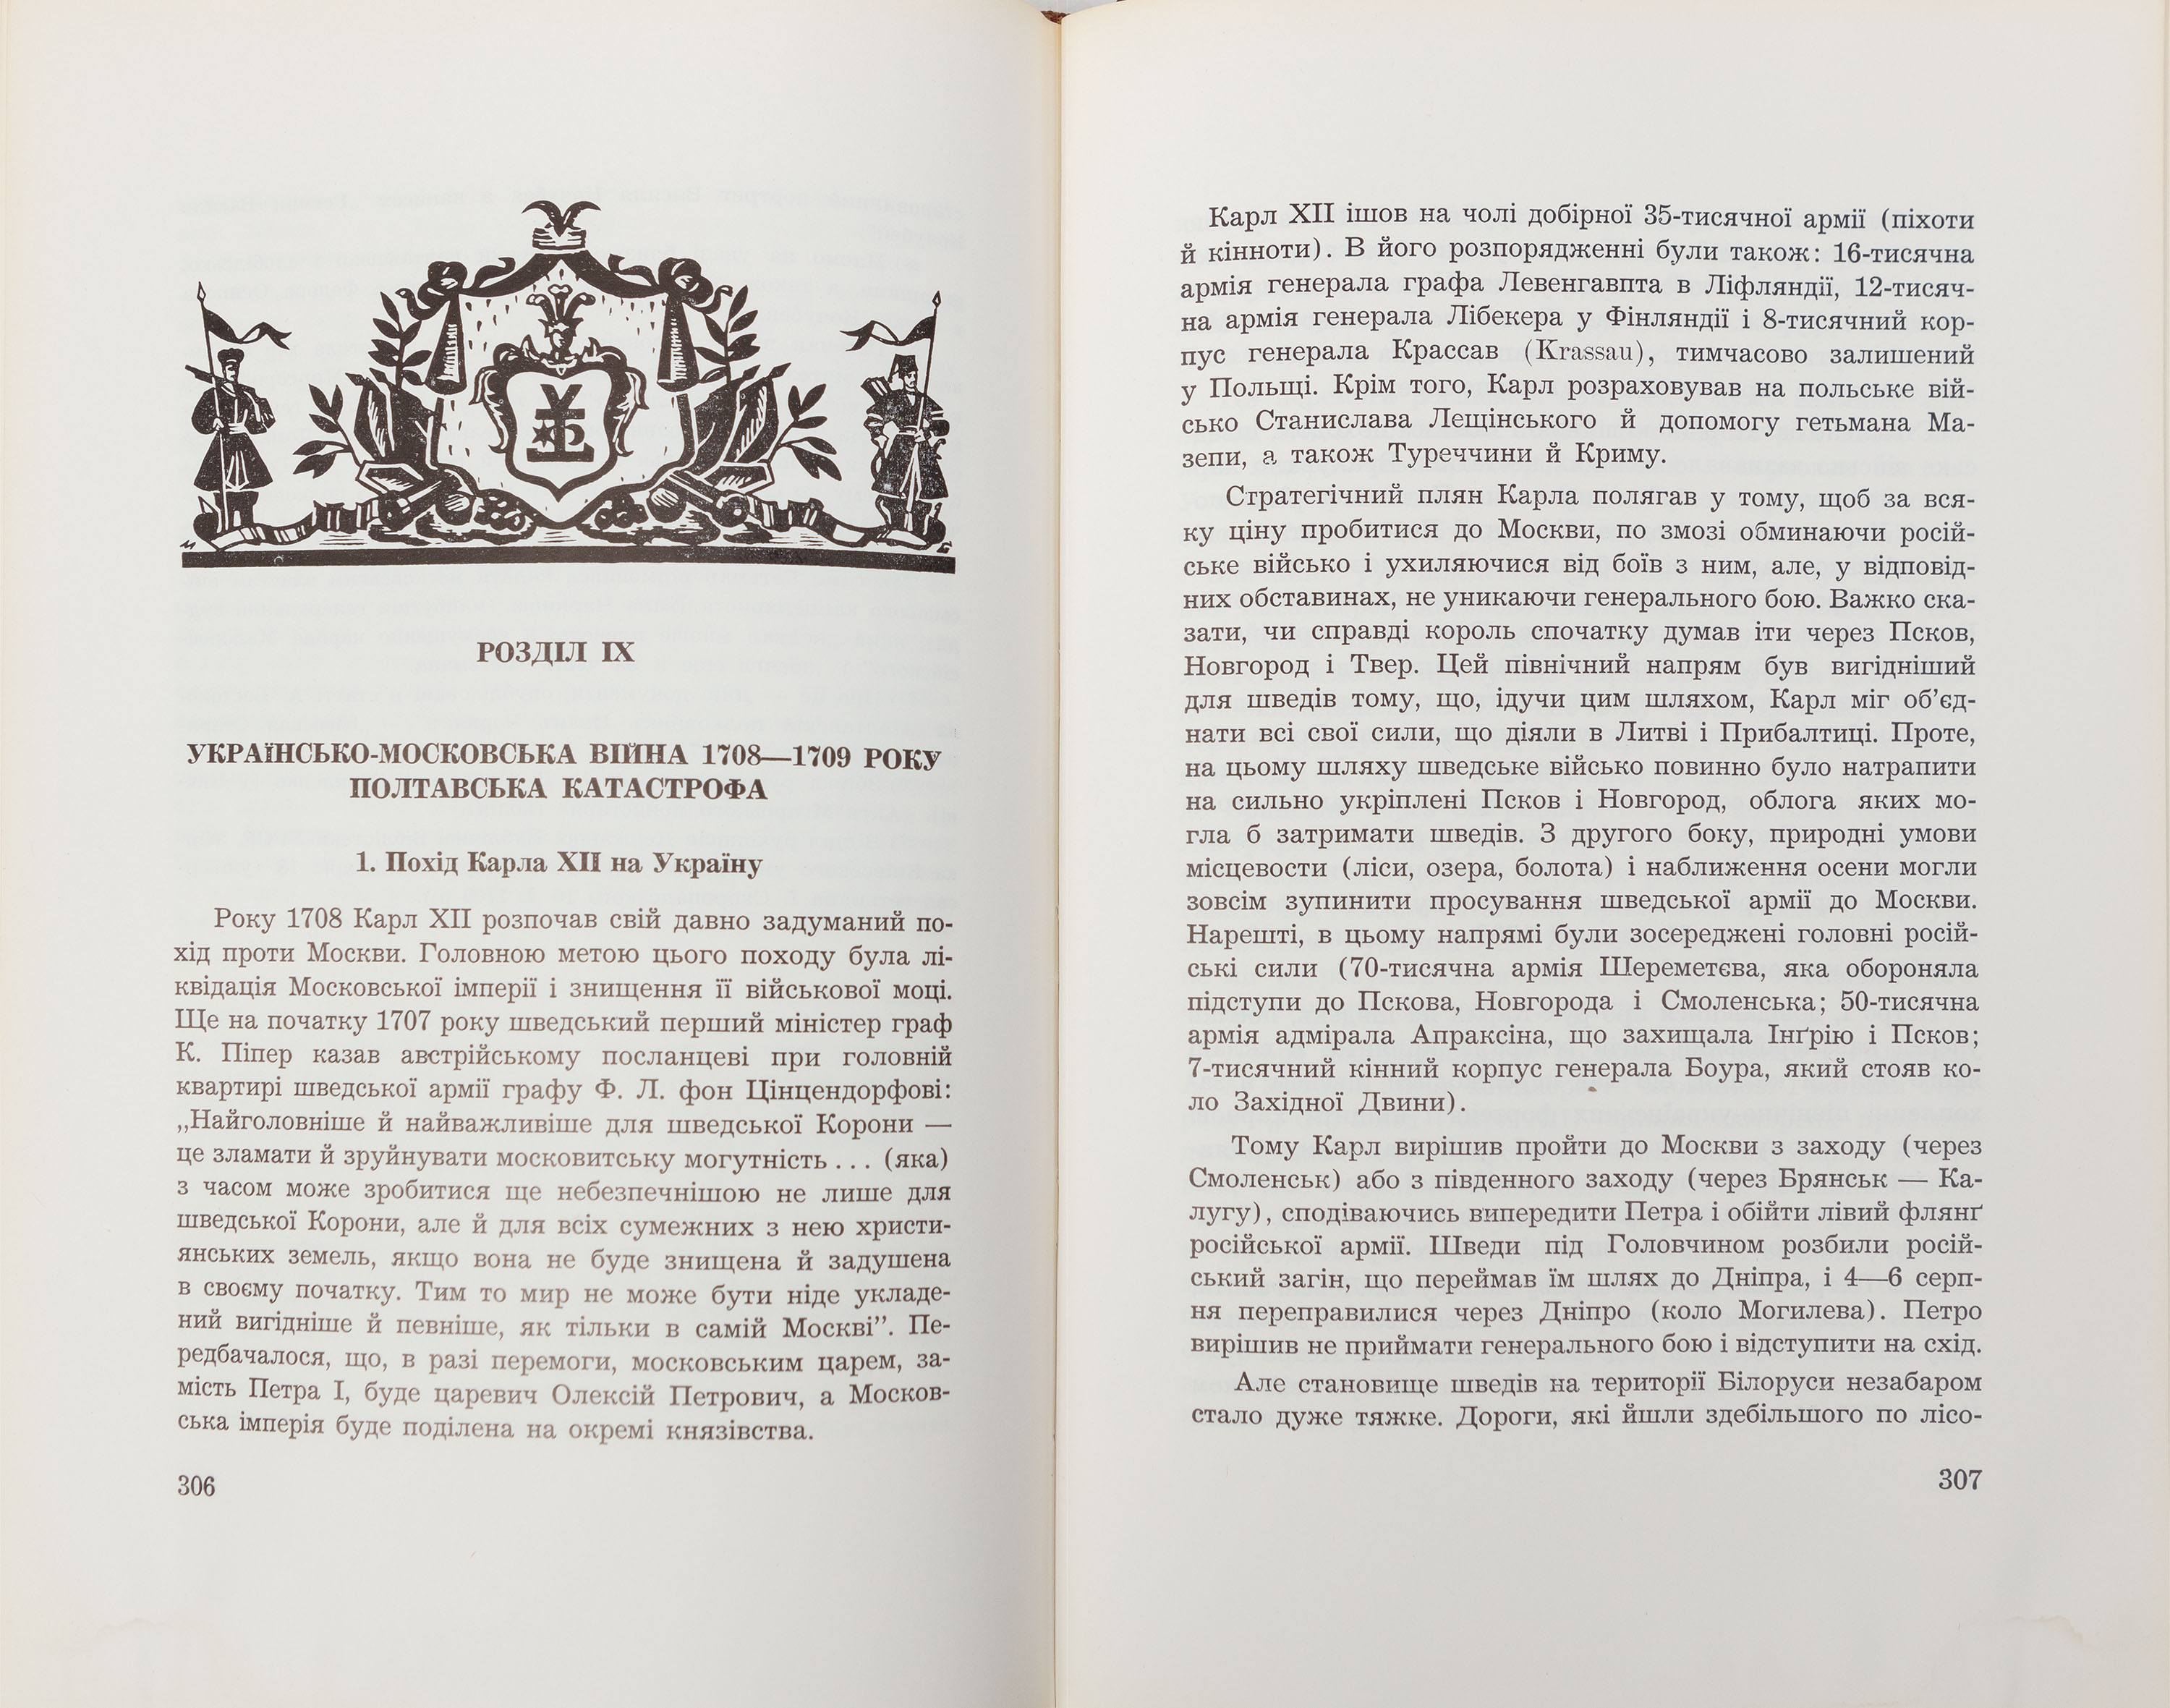 РОЗДІЛ IX
УКРАЇНСЬКО-МОСКОВСЬКА ВІЙНА 1708—1709 РОКУ
ПОЛТАВСЬКА КАТАСТРОФА
1. Похід Карла XII на Україну
Року 1708 Карл XII розпочав свій давно задуманий по-
хід проти Москви. Головною метою цього походу була лі-
квідація Московської імперії і знищення її військової моці.
Ще на початку 1707 року шведський перший міністер граф
К. Піпер казав австрійському посланцеві при головній
квартирі шведської армії графу Ф. Л. фон Цінцендорфові:
„Найголовніше й найважливіше для шведської Корони —
це зламати й зруйнувати московитську могутність . . . (яка)
з часом може зробитися ще небезпечнішою не лише для
шведської Корони, але й для всіх сумежних з нею христи-
янських земель, якщо вона не буде знищена й задушена
в своєму початку. Тим то мир не може бути ніде укладе-
ний вигідніше й певніше, як тільки в самій Москві”. Пе-
редбачалося, що, в разі перемоги, московським царем, за-
мість Петра I, буде царевич Олексій Петрович, а Москов-
ська імперія буде поділена на окремі князівства.
306
Карл XII ішов на чолі добірної 35-тисячної армії (піхоти
й кінноти). В його розпорядженні були також: 16-тисячна
армія генерала графа Левенгавпта в Ліфляндії, 12-тисяч-
на армія генерала Лібекера у Фінляндії і 8-тисячний кор-
пус генерала Крассав (Krassau), тимчасово залишений
у Польщі. Крім того, Карл розраховував на польське вій-
сько Станислава Лещінського й допомогу гетьмана Ма-
зепи, а також Туреччини й Криму.
Стратегічний плян Карла полягав у тому, щоб за вся-
ку ціну пробитися до Москви, по змозі обминаючи росій-
ське військо і ухиляючися від боїв з ним, але, у відповід-
них обставинах, не уникаючи генерального бою. Важко ска-
зати, чи справді король спочатку думав іти через Псков,
Новгород і Твер. Цей північний напрям був вигідніший
для шведів тому, що, ідучи цим шляхом, Карл міг об’єд-
нати всі свої сили, що діяли в Литві і Прибалтиці. Проте,
на цьому шляху шведське військо повинно було натрапити
на сильно укріплені Псков і Новгород, облога яких мо-
гла б затримати шведів. З другого боку, природні умови
місцевости (ліси, озера, болота) і наближення осени могли
зовсім зупинити просування шведської армії до Москви.
Нарешті, в цьому напрямі були зосереджені головні росій-
ські сили (70-тисячна армія Шереметєва, яка обороняла
підступи до Пскова, Новгорода і Смоленська; 50-тисячна
армія адмірала Апраксіна, що захищала Інґрію і Псков;
7-тисячний кінний корпус генерала Боура, який стояв ко-
ло Західної Двини).
Тому Карл вирішив пройти до Москви з заходу (через
Смоленськ) або з південного заходу (через Брянськ — Ка-
лугу), сподіваючись випередити Петра і обійти лівий флянґ
російської армії. Шведи під Головчином розбили росій-
ський загін, що переймав їм шлях до Дніпра, і 4—6 серп-
ня переправилися через Дніпро (коло Могилева). Петро
вирішив не приймати генерального бою і відступити на схід.
Але становище шведів на території Білоруси незабаром
стало дуже тяжке. Дороги, які йшли здебільшого по лісо-
307